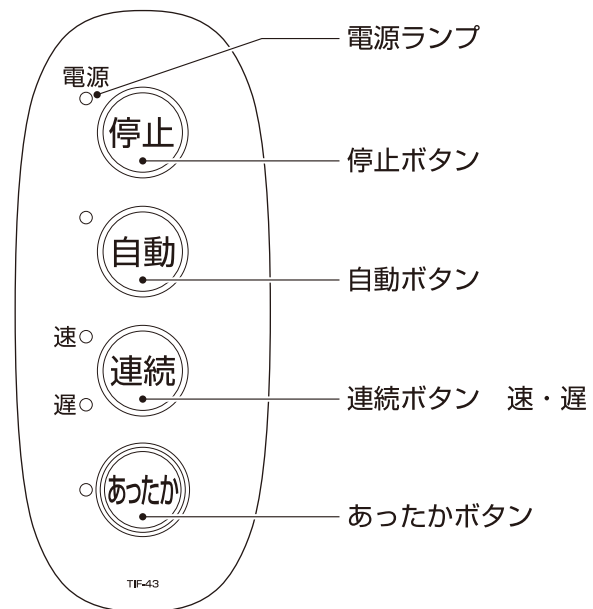 電源ランプ
電源
停止
停止ボタン
自動
自動ボタン
速
連続
遅
連続ボタン　速・遅
あったか
あったかボタン
TIF-43